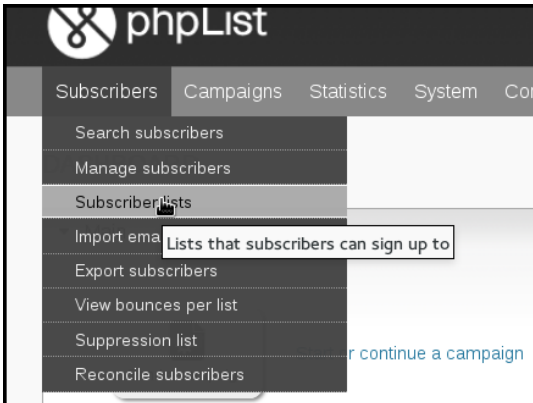 phpList
Subscribers Campaigns Statistics System
Search subscribers
Manage subscribers
Subscriber lists
Import
Lists that subscribers can sign up to
Export subscribers
View bounces per list
Suppression list
continue a campaign
Reconcile subscribers